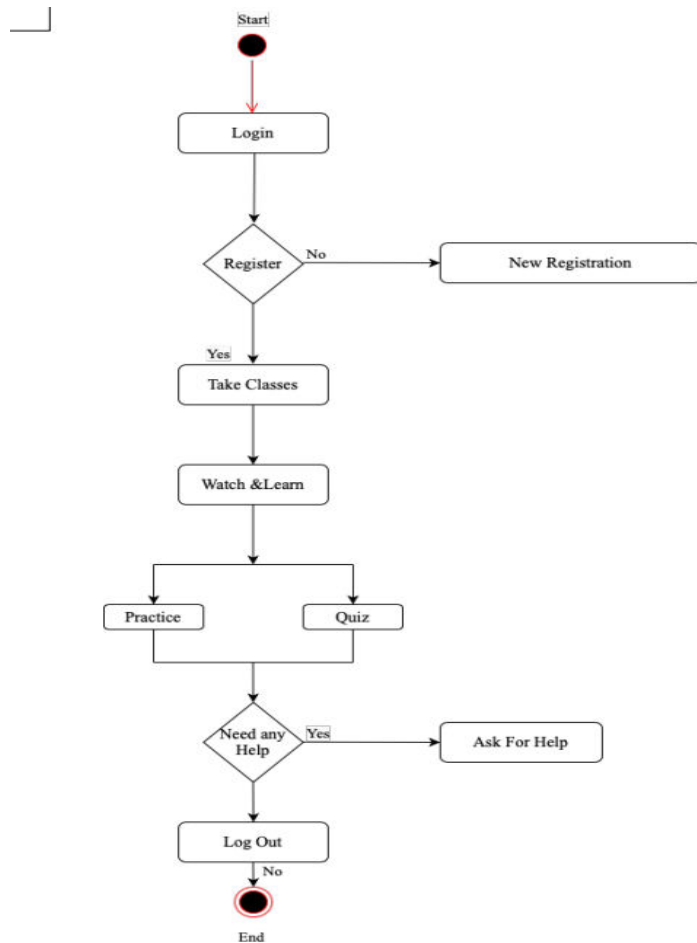 Start
Login
Register
No
New Registration
Yes
Take Classes
Watch &Learn
Practice
Quiz
Need any
Help
Yes
Ask For Help
Log Out
No
End